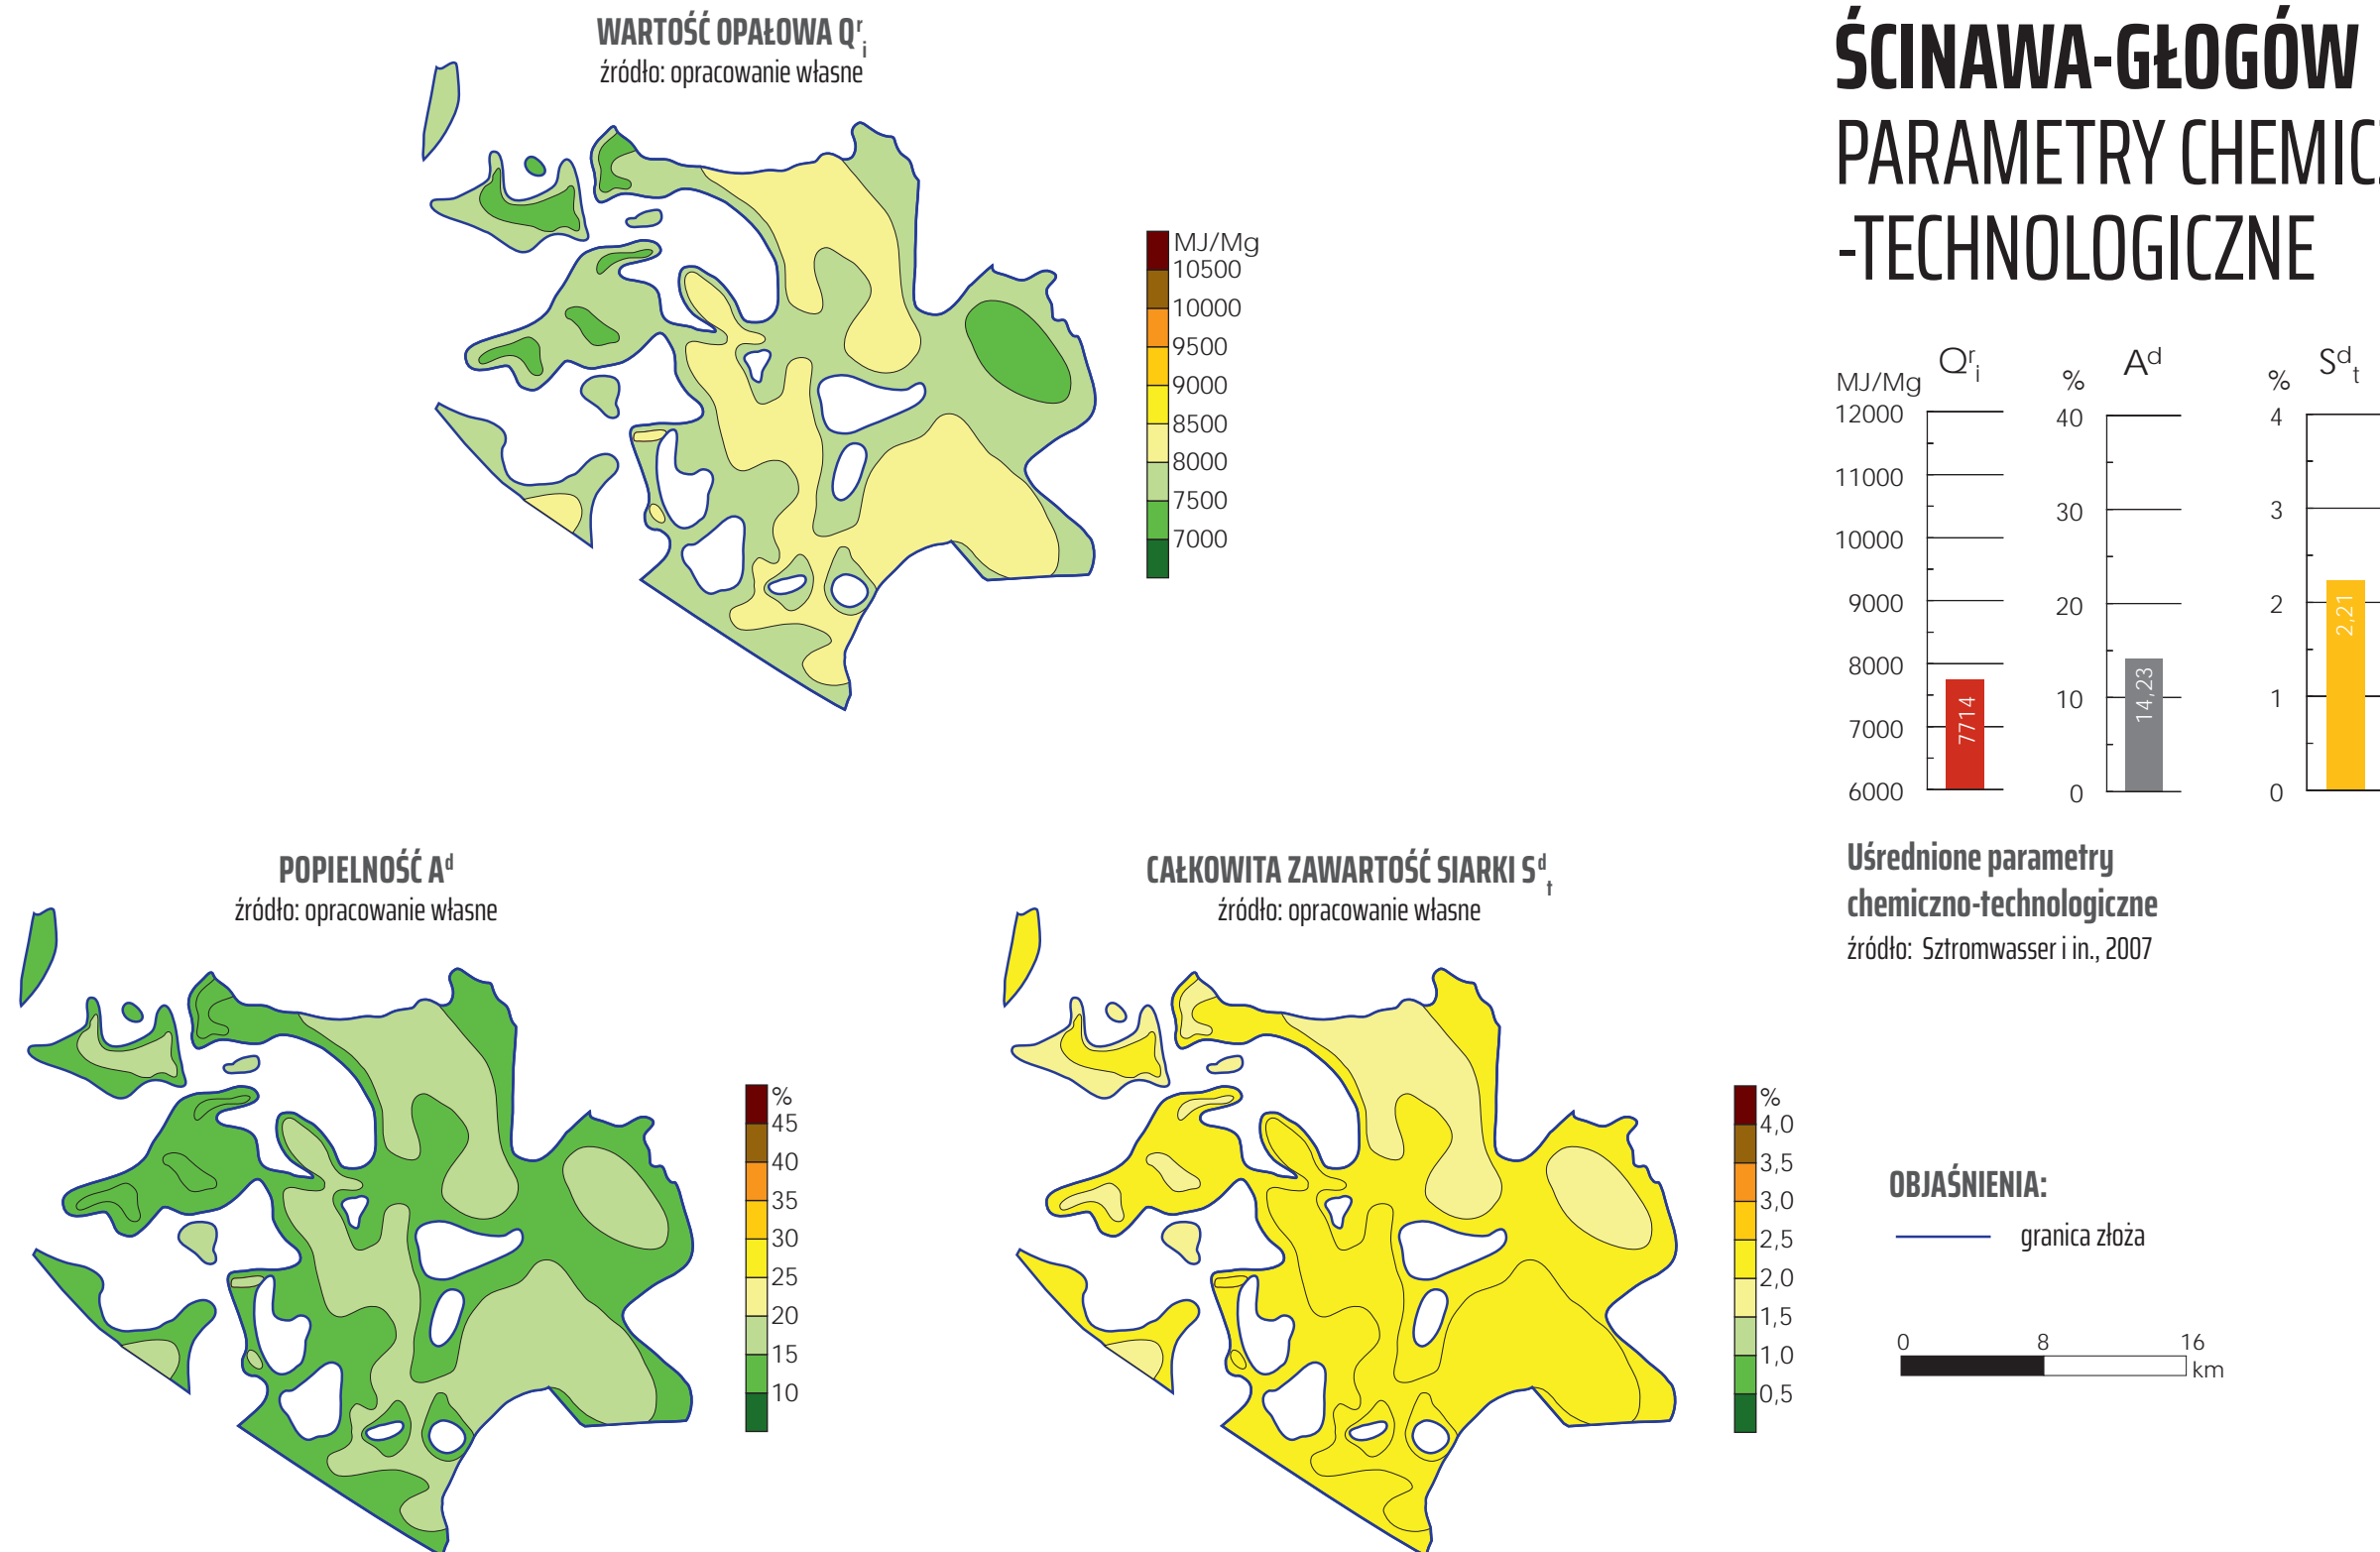 WARTOŚĆ OPAŁOWA Qʳᵢ
źródło: opracowanie własne
MJ/Mg
10500
10000
9500
9000
8500
8000
7500
7000
ŚCINAWA-GŁOGÓW
PARAMETRY CHEMIC
-TECHNOLOGICZNE
MJ/Mg
Qʳᵢ
12000
11000
10000
9000
8000
7000
6000
7714
%
Aᵈ
40
30
20
10
0
14,23
%
Sᵈₜ
4
3
2
1
0
2,21
Uśrednione parametry
chemiczno-technologiczne
źródło: Sztromwasser i in., 2007
POPIELNOŚĆ Aᵈ
źródło: opracowanie własne
%
45
40
35
30
25
20
15
10
CAŁKOWITA ZAWARTOŚĆ SIARKI Sᵈₜ
źródło: opracowanie własne
%
4,0
3,5
3,0
2,5
2,0
1,5
1,0
0,5
OBJAŚNIENIA:
granica złoża
0 8 16
km